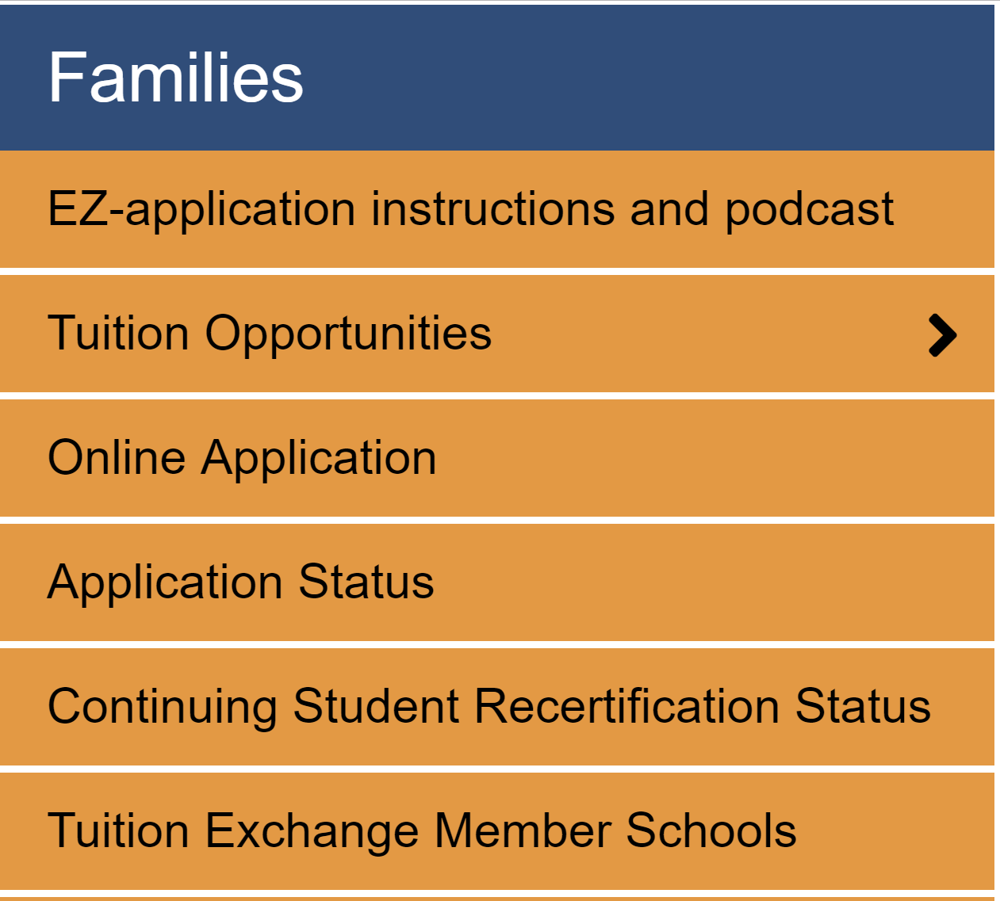 Families
EZ-application instructions and podcast
Tuition Opportunities
Online Application
Application Status
Continuing Student Recertification Status
Tuition Exchange Member Schools